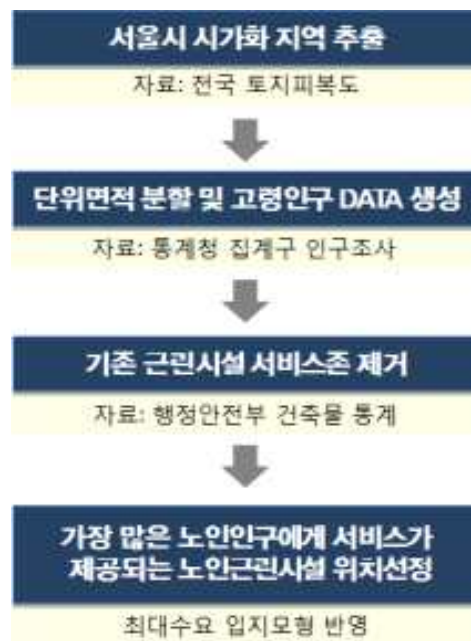 서울시 시가화 지역 추출
자료: 전국 토지피복도
단위면적 분할 및 고령인구 DATA 생성
자료: 통계청 집계구 인구조사
기존 근린시설 서비스존 제거
자료: 행정안전부 건축물 통계
가장 많은 노인인구에게 서비스가
제공되는 노인근린시설 위치선정
최대수요 입지모형 반영